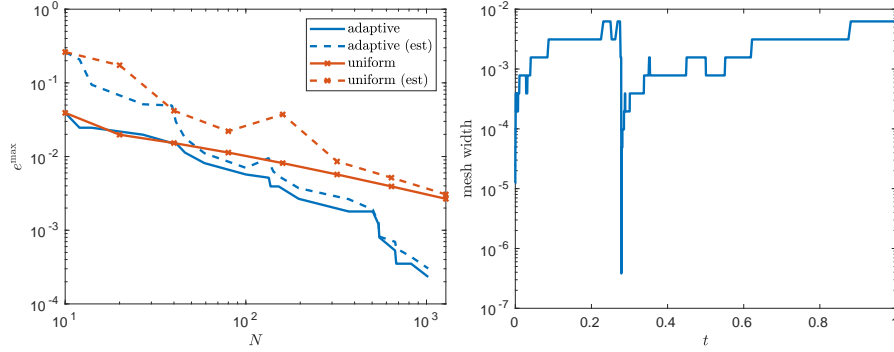 10^0
10^-1
10^-2
10^-3
10^-4
e^max
10^1
10^2
10^3
N
adaptive
adaptive (est)
uniform
uniform (est)
10^-2
10^-3
10^-4
10^-5
10^-6
10^-7
mesh width
0
0.2
0.4
0.6
0.8
1
t